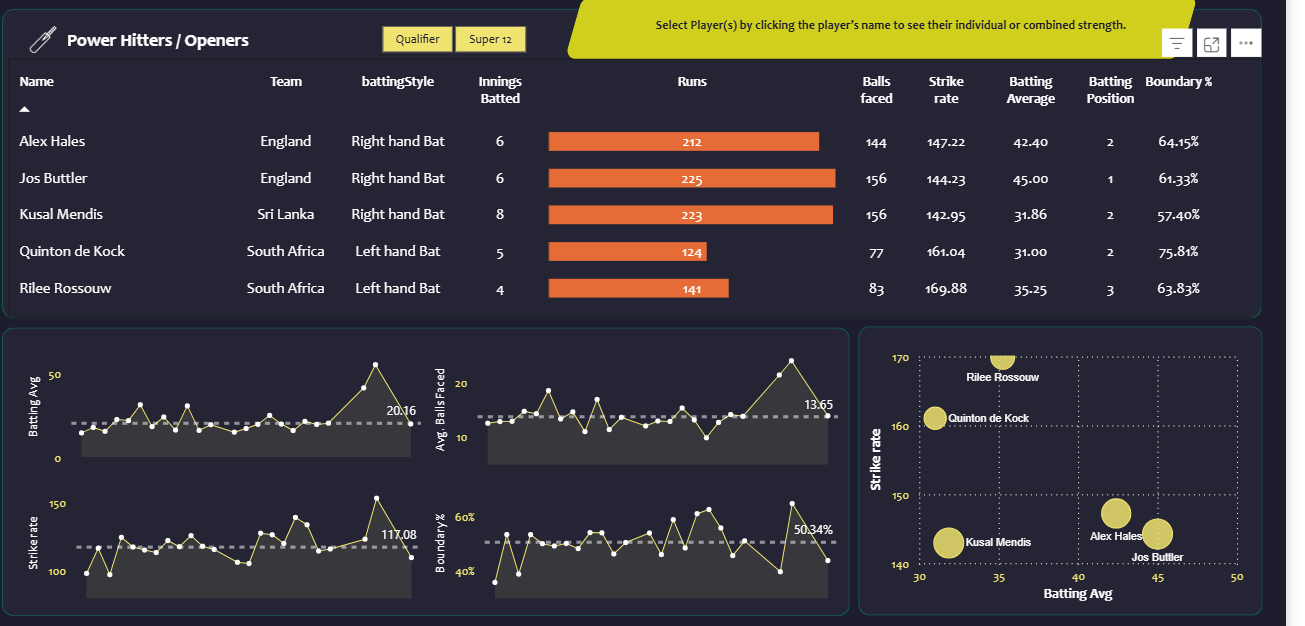 Select Player(s) by clicking the player's name to see their individual or combined strength.
Power Hitters / Openers
Qualifier
Super 12
Name Team battingStyle Innings Batted Runs Balls faced Strike rate Batting Average Batting Position Boundary %
Alex Hales England Right hand Bat 6 212 144 147.22 42.40 2 64.15%
Jos Buttler England Right hand Bat 6 225 156 144.23 45.00 1 61.33%
Kusal Mendis Sri Lanka Right hand Bat 8 223 156 142.95 31.86 2 57.40%
Quinton de Kock South Africa Left hand Bat 5 124 77 161.04 31.00 2 75.81%
Rilee Rossouw South Africa Left hand Bat 4 141 83 169.88 35.25 3 63.83%
Batting Avg
50
0
20.16
Avg. Balls Faced
20
10
13.65
Strike rate
150
100
117.08
Boundary%
60%
40%
50.34%
Strike rate
170
160
150
140
Rilee Rossouw
Quinton de Kock
Kusal Mendis
Alex Hales
Jos Buttler
30 35 40 45 50
Batting Avg